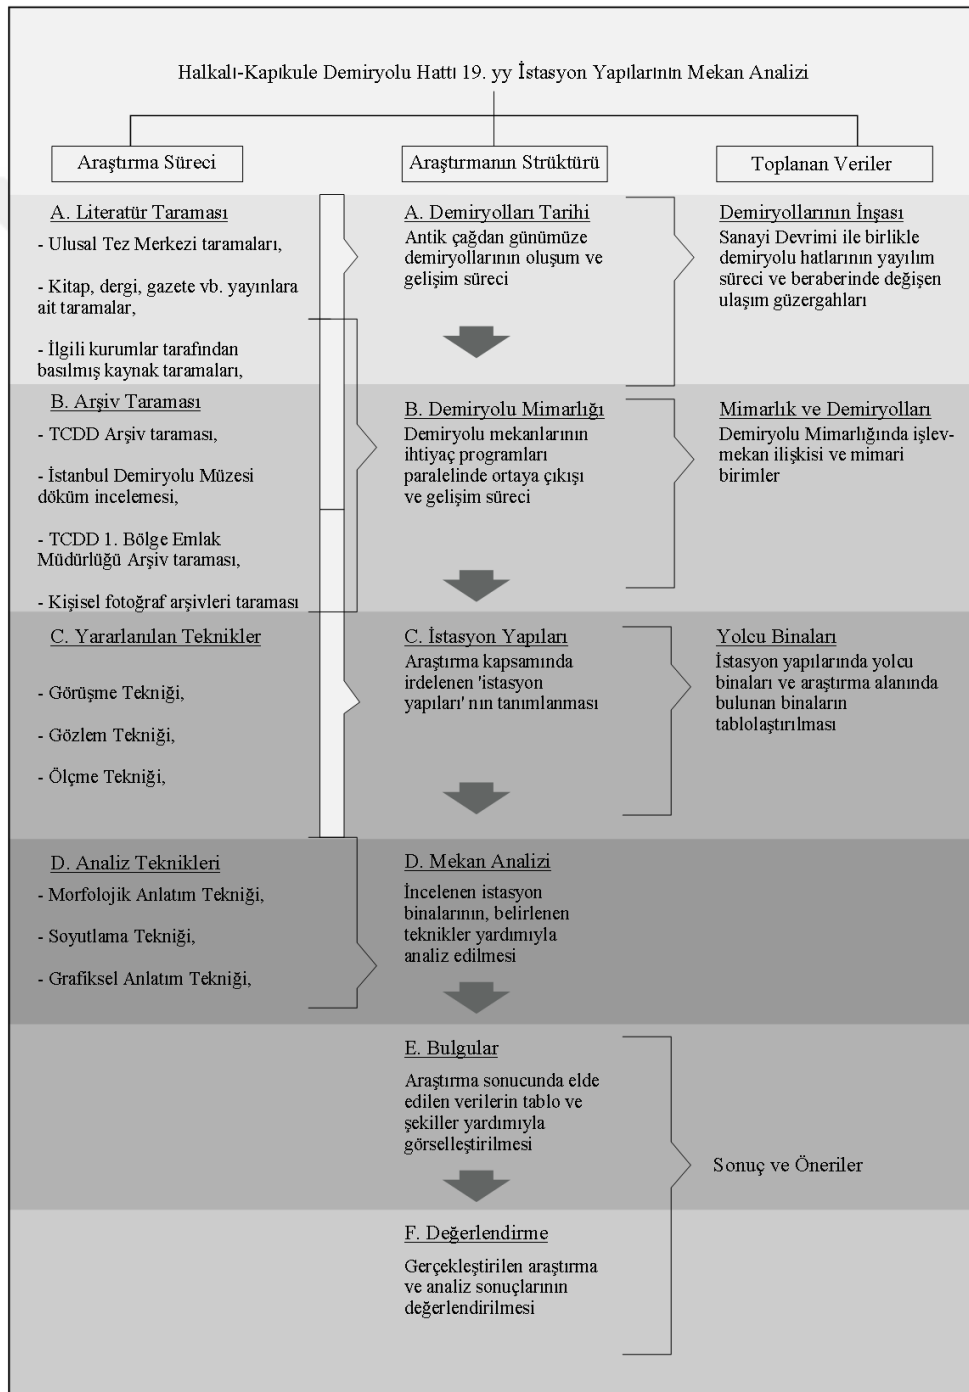 Halkalı-Kapıkule Demiryolu Hattı 19. yy İstasyon Yapılarının Mekan Analizi
Araştırma Süreci
A. Literatür Taraması
- Ulusal Tez Merkezi taramaları,
- Kitap, dergi, gazete vb. yayınlara
ait taramalar,
- İlgili kurumlar tarafından
basılmış kaynak taramaları,
B. Arşiv Taraması
- TCDD Arşiv taraması,
- İstanbul Demiryolu Müzesi
döküm incelemesi,
- TCDD 1. Bölge Emlak
Müdürlüğü Arşiv taraması,
- Kişisel fotoğraf arşivleri taraması
C. Yararlanılan Teknikler
- Görüşme Tekniği,
- Gözlem Tekniği,
- Ölçme Tekniği,
D. Analiz Teknikleri
- Morfolojik Anlatım Tekniği,
- Soyutlama Tekniği,
- Grafiksel Anlatım Tekniği,
Araştırmanın Strüktürü
A. Demiryolları Tarihi
Antik çağdan günümüze
demiryollarının oluşum ve
gelişim süreci
B. Demiryolu Mimarlığı
Demiryolu mekanlarının
ihtiyaç programları
paralelinde ortaya çıkışı
ve gelişim süreci
C. İstasyon Yapıları
Araştırma kapsamında
irdelenen 'istasyon
yapıları' nın tanımlanması
D. Mekan Analizi
İncelenen istasyon
binalarının, belirlenen
teknikler yardımıyla
analiz edilmesi
E. Bulgular
Araştırma sonucunda elde
edilen verilerin tablo ve
şekiller yardımıyla
görselleştirilmesi
F. Değerlendirme
Gerçekleştirilen araştırma
ve analiz sonuçlarının
değerlendirilmesi
Toplanan Veriler
Demiryollarının İnşası
Sanayi Devrimi ile birlikle
demiryolu hatlarının yayılım
süreci ve beraberinde değişen
ulaşım güzergahları
Mimarlık ve Demiryolları
Demiryolu Mimarlığında işlev-
mekan ilişkisi ve mimari
birimler
Yolcu Binaları
İstasyon yapılarında yolcu
binaları ve araştırma alanında
bulunan binaların
tablolaştırılması
Sonuç ve Öneriler